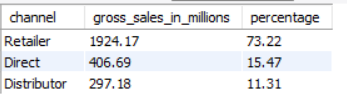 channel gross_sales_in_millions percentage
Retailer 1924.17 73.22
Direct 406.69 15.47
Distributor 297.18 11.31